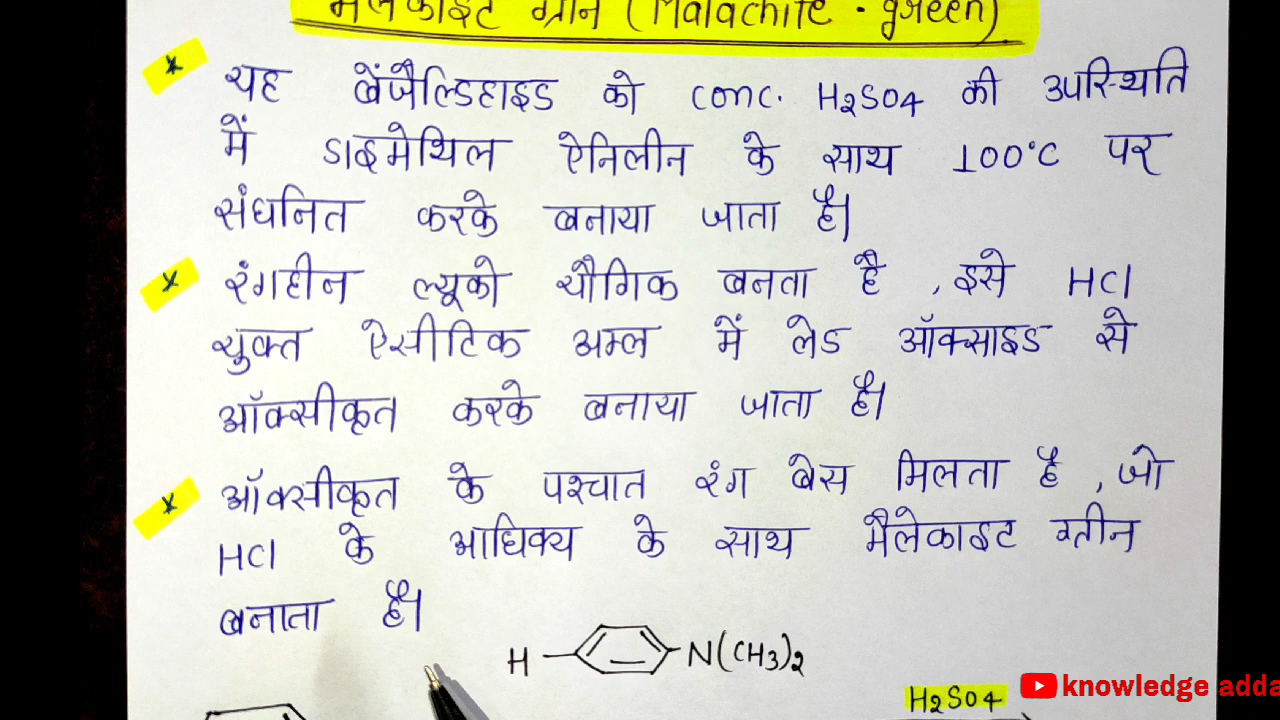 मैलेकाइट ग्रीन (Malachite - green)
* यह बेंजैल्डिहाइड को conc. H2SO4 की उपस्थिति
में डाइमेथिल ऐनिलीन के साथ 100°C पर
संघनित करके बनाया जाता है।
* रंगहीन ल्यूको यौगिक बनता है , इसे HCl
युक्त ऐसीटिक अम्ल में लेड ऑक्साइड से
ऑक्सीकृत करके बनाया जाता है।
* ऑक्सीकृत के पश्चात रंग बेस मिलता है , जो
HCl के आधिक्य के साथ मैलेकाइट ग्रीन
बनाता है।
H N(CH3)2
H2SO4
knowledge adda